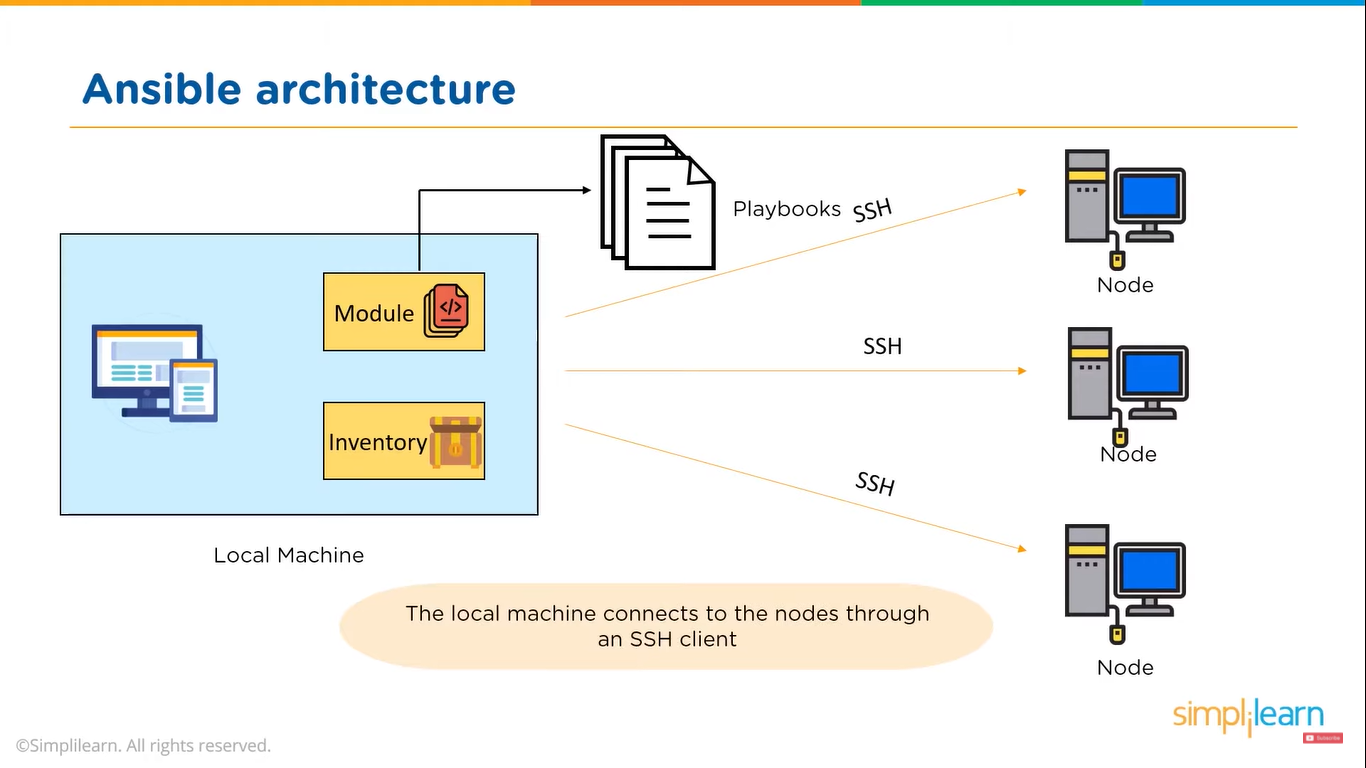 Ansible architecture
Playbooks
SSH
Node
Module
SSH
Inventory
Node
SSH
Local Machine
The local machine connects to the nodes through
an SSH client
Node
simplilearn
Subscribe
©Simplilearn. All rights reserved.